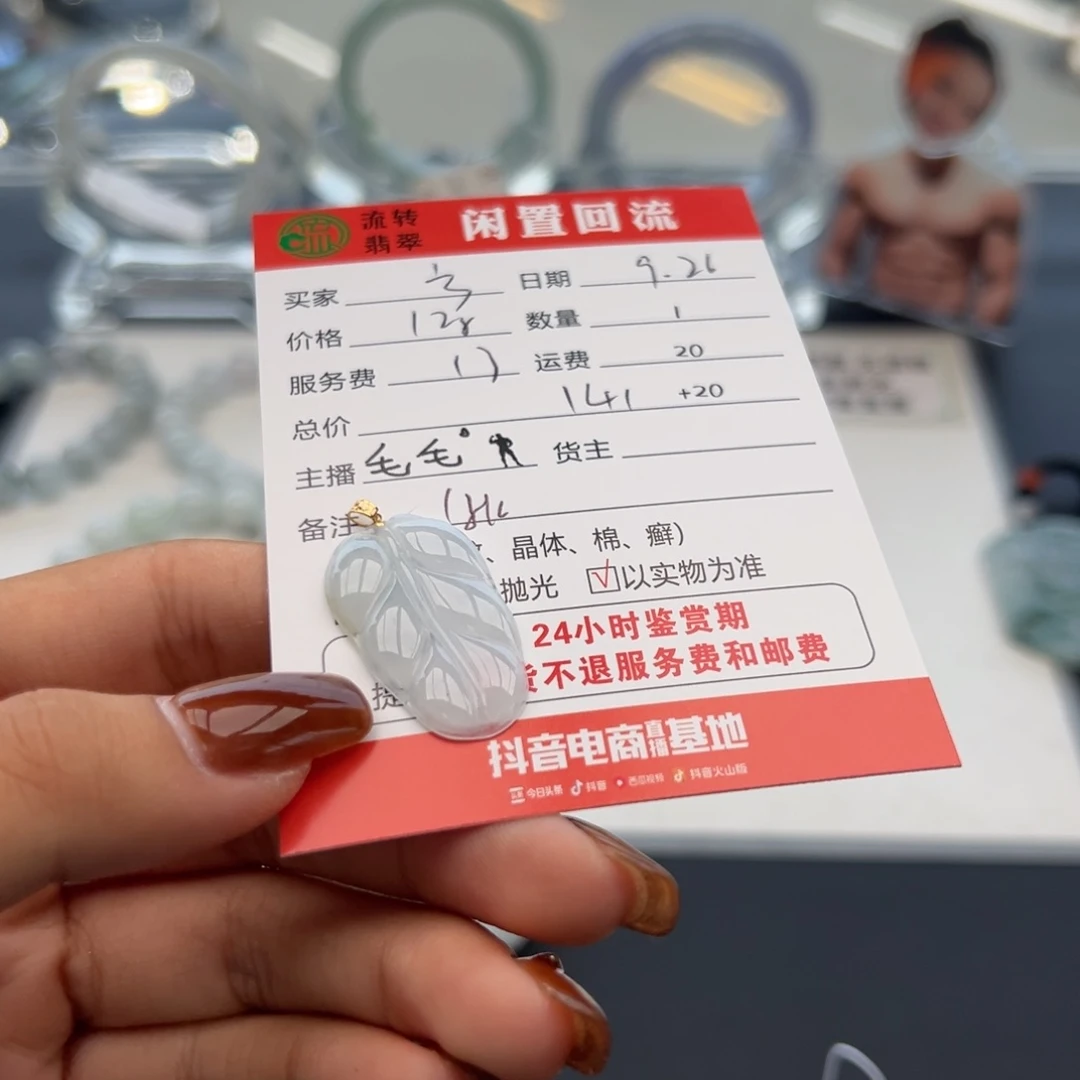 流转翡翠 闲置回流
买家 日期 9.26
价格 128 数量 1
服务费 运费 20
总价 141 +20
主播 毛毛 货主
备注
晶体、棉、癣)
抛光 √ 以实物为准
24小时鉴赏期
不退服务费和邮费
抖音电商直播基地
今日头条 抖音 西瓜视频 抖音火山版